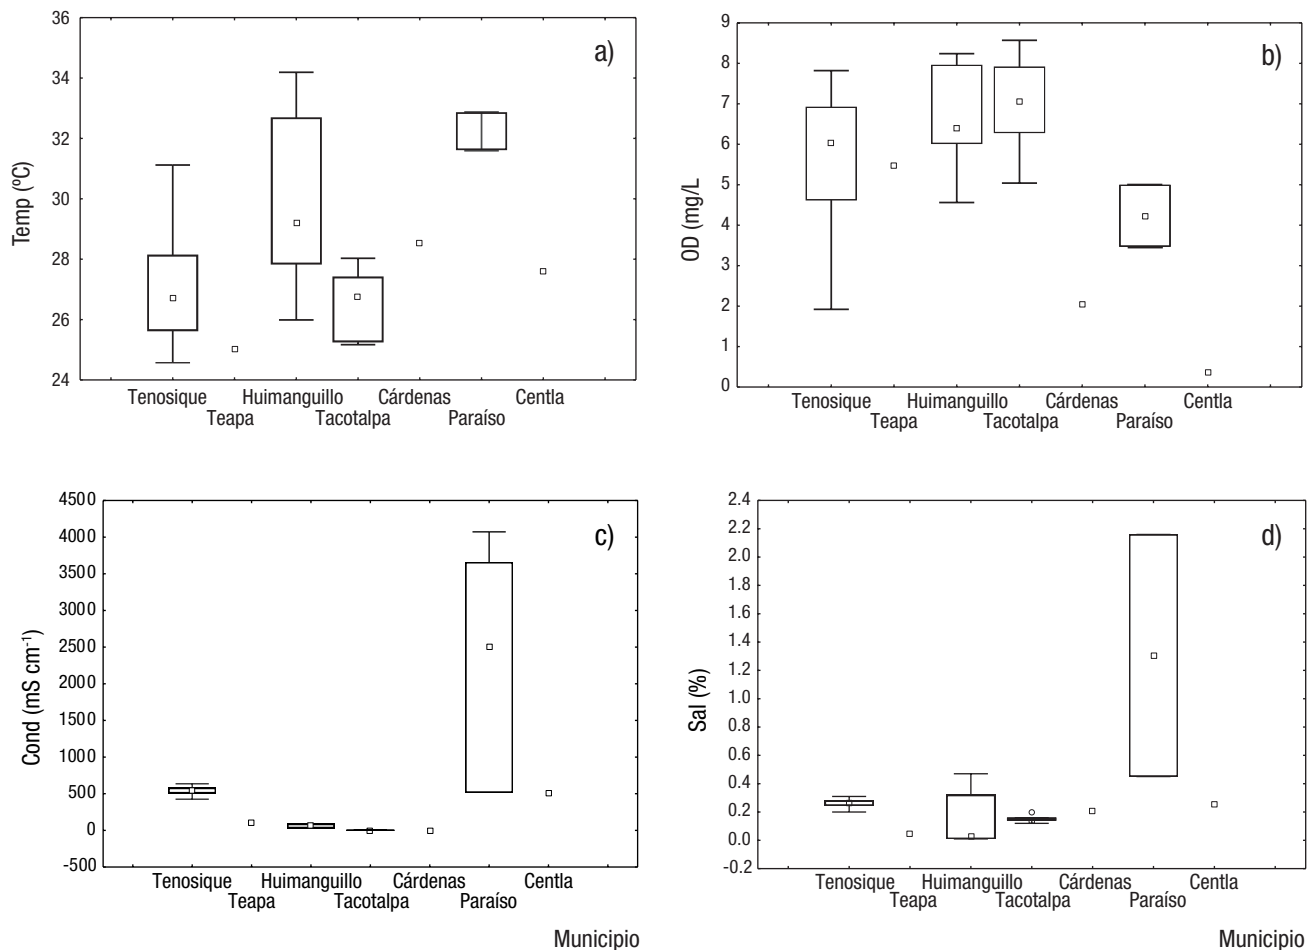 a)
Temp (ºC)
36
34
32
30
28
26
24
Tenosique Huimanguillo Cárdenas Centla
Teapa Tacotalpa Paraíso
b)
OD (mg/L)
9
8
7
6
5
4
3
2
1
0
Tenosique Huimanguillo Cárdenas Centla
Teapa Tacotalpa Paraíso
c)
Cond (mS cm-1)
4500
4000
3500
3000
2500
2000
1500
1000
500
0
-500
Tenosique Huimanguillo Cárdenas Centla
Teapa Tacotalpa Paraíso
Municipio
d)
Sal (%)
2.4
2.2
2.0
1.8
1.6
1.4
1.2
1.0
0.8
0.6
0.4
0.2
0.0
-0.2
Tenosique Huimanguillo Cárdenas Centla
Teapa Tacotalpa Paraíso
Municipio